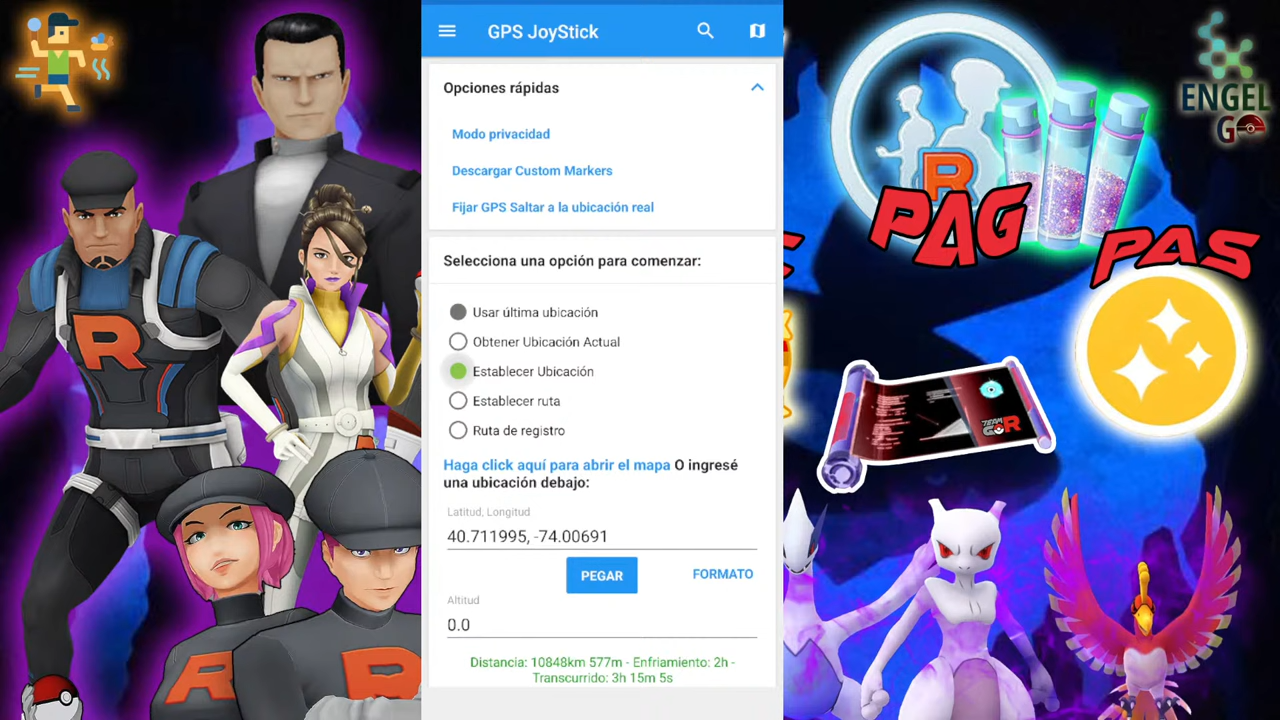 GPS JoyStick
Opciones rápidas
Modo privacidad
Descargar Custom Markers
Fijar GPS Saltar a la ubicación real
Selecciona una opción para comenzar:
Usar última ubicación
Obtener Ubicación Actual
Establecer Ubicación
Establecer ruta
Ruta de registro
Haga click aquí para abrir el mapa O ingresé
una ubicación debajo:
Latitud, Longitud
40.711995, -74.00691
PEGAR
FORMATO
Altitud
0.0
Distancia: 10848km 577m - Enfriamiento: 2h -
Transcurrido: 3h 15m 5s
ENGEL
GO
R
PAG
PAS
TEAM
GO R
R
R
R